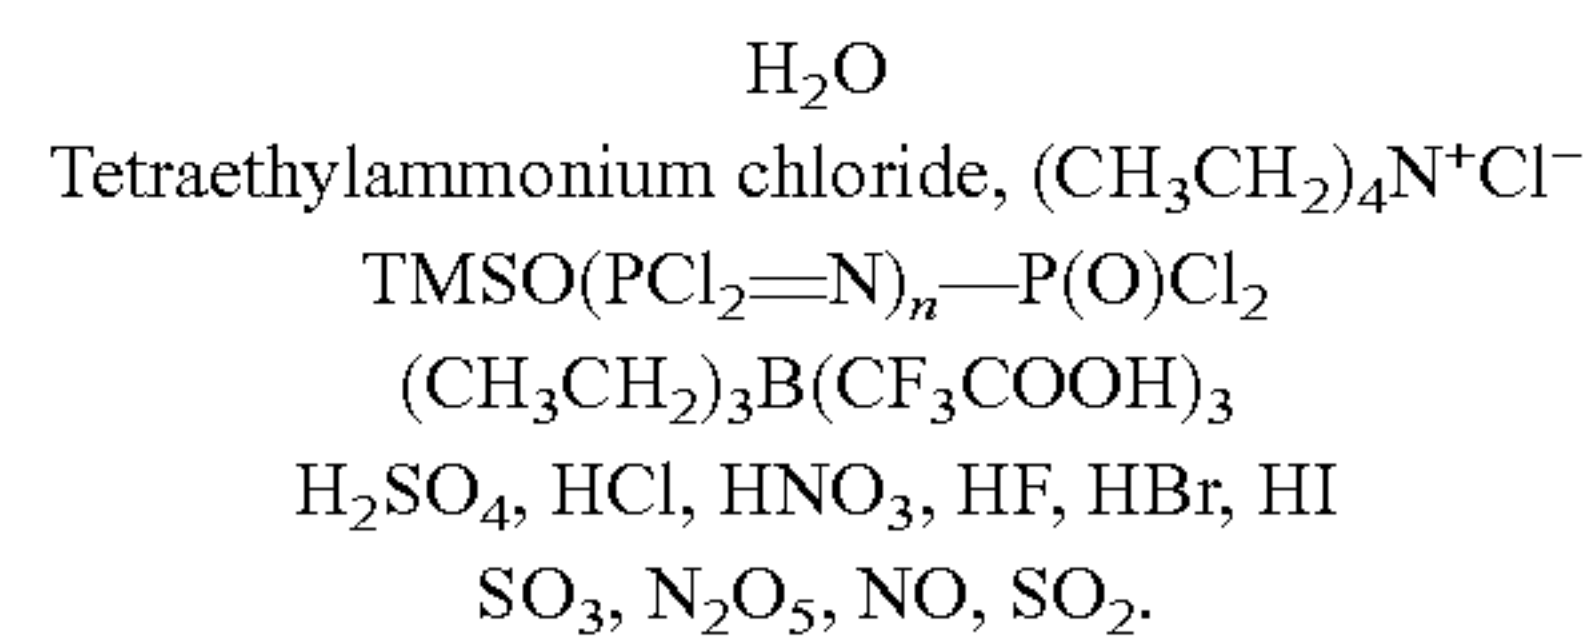 H₂O
Tetraethylammonium chloride, (CH₃CH₂)₄N⁺Cl⁻
TMSO(PCl₂═N)ₙ—P(O)Cl₂
(CH₃CH₂)₃B(CF₃COOH)₃
H₂SO₄, HCl, HNO₃, HF, HBr, HI
SO₃, N₂O₅, NO, SO₂.